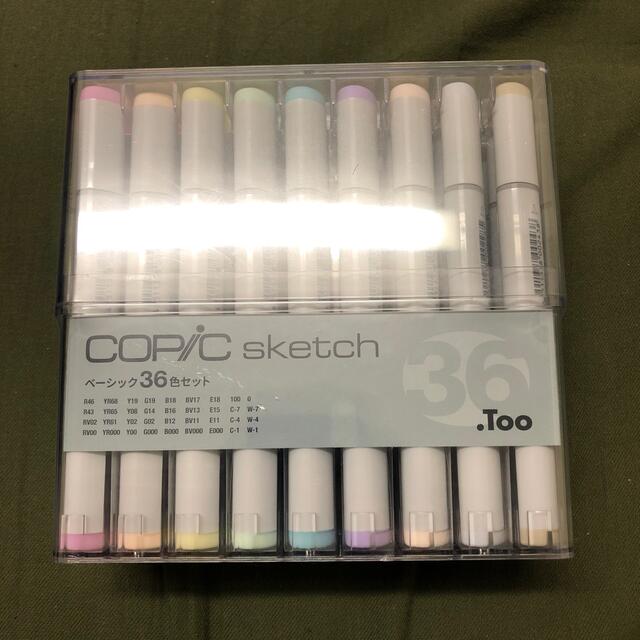 COPIC sketch
36
ベーシック36色セット
R46 YR68 Y19 G19 B18 BV17 E18 100 0
R43 YR65 Y08 G14 B16 BV13 E15 C-7 W-7
RV02 YR61 Y02 G02 B12 BV11 E11 C-4 W-4
RV00 YR000 Y00 G000 B000 BV000 E000 C-1 W-1
.Too